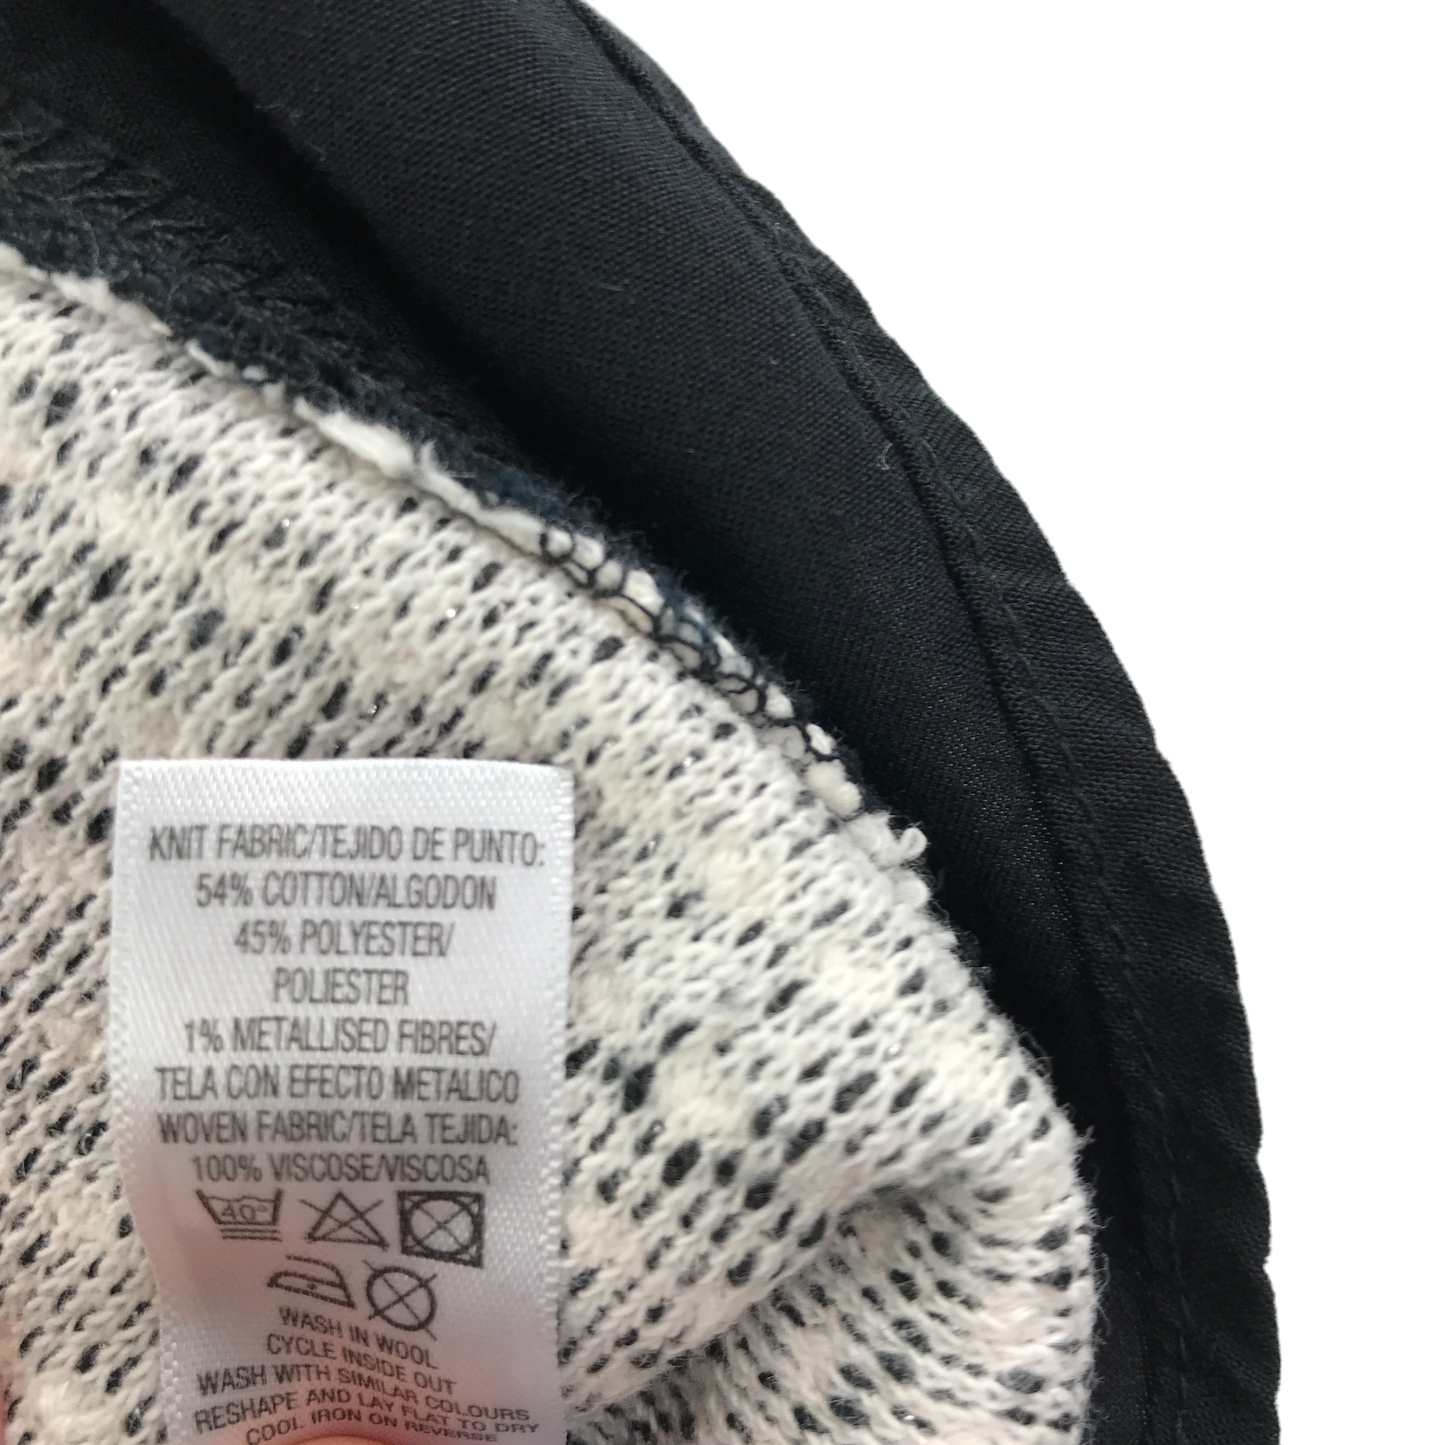 KNIT FABRIC/TEJIDO DE PUNTO:
54% COTTON/ALGODON
45% POLYESTER/
POLIESTER
1% METALLISED FIBRES/
TELA CON EFECTO METALICO
WOVEN FABRIC/TELA TEJIDA:
100% VISCOSE/VISCOSA
40°
WASH IN WOOL
CYCLE INSIDE OUT
WASH WITH SIMILAR COLOURS
RESHAPE AND LAY FLAT TO DRY
COOL IRON ON REVERSE